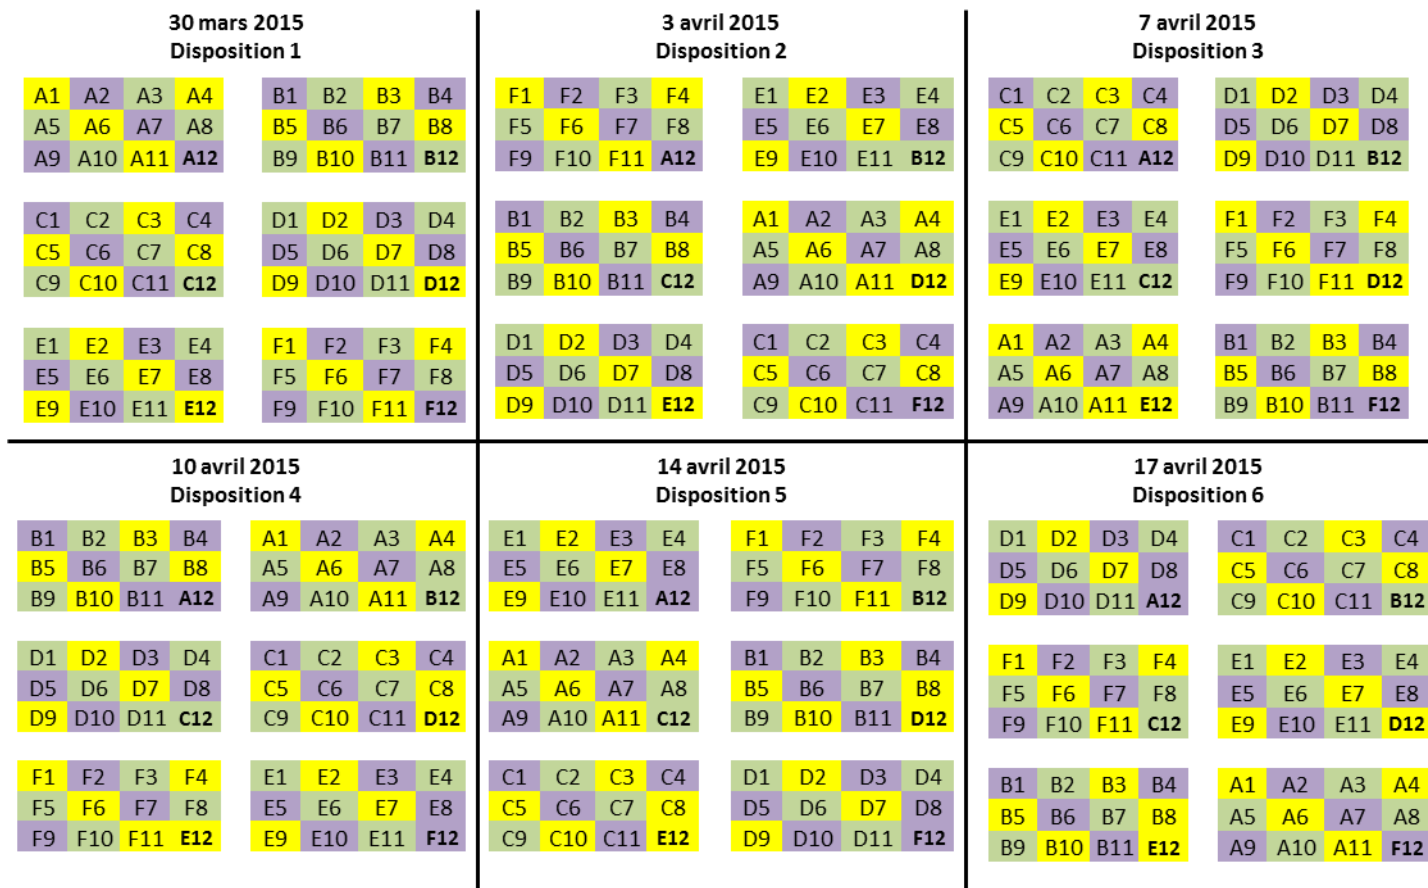 30 mars 2015
Disposition 1
A1 A2 A3 A4
A5 A6 A7 A8
A9 A10 A11 A12
B1 B2 B3 B4
B5 B6 B7 B8
B9 B10 B11 B12
C1 C2 C3 C4
C5 C6 C7 C8
C9 C10 C11 C12
D1 D2 D3 D4
D5 D6 D7 D8
D9 D10 D11 D12
E1 E2 E3 E4
E5 E6 E7 E8
E9 E10 E11 E12
F1 F2 F3 F4
F5 F6 F7 F8
F9 F10 F11 F12
3 avril 2015
Disposition 2
F1 F2 F3 F4
F5 F6 F7 F8
F9 F10 F11 A12
E1 E2 E3 E4
E5 E6 E7 E8
E9 E10 E11 B12
B1 B2 B3 B4
B5 B6 B7 B8
B9 B10 B11 C12
A1 A2 A3 A4
A5 A6 A7 A8
A9 A10 A11 D12
D1 D2 D3 D4
D5 D6 D7 D8
D9 D10 D11 E12
C1 C2 C3 C4
C5 C6 C7 C8
C9 C10 C11 F12
7 avril 2015
Disposition 3
C1 C2 C3 C4
C5 C6 C7 C8
C9 C10 C11 A12
D1 D2 D3 D4
D5 D6 D7 D8
D9 D10 D11 B12
E1 E2 E3 E4
E5 E6 E7 E8
E9 E10 E11 C12
F1 F2 F3 F4
F5 F6 F7 F8
F9 F10 F11 D12
A1 A2 A3 A4
A5 A6 A7 A8
A9 A10 A11 E12
B1 B2 B3 B4
B5 B6 B7 B8
B9 B10 B11 F12
10 avril 2015
Disposition 4
B1 B2 B3 B4
B5 B6 B7 B8
B9 B10 B11 A12
A1 A2 A3 A4
A5 A6 A7 A8
A9 A10 A11 B12
D1 D2 D3 D4
D5 D6 D7 D8
D9 D10 D11 C12
C1 C2 C3 C4
C5 C6 C7 C8
C9 C10 C11 D12
F1 F2 F3 F4
F5 F6 F7 F8
F9 F10 F11 E12
E1 E2 E3 E4
E5 E6 E7 E8
E9 E10 E11 F12
14 avril 2015
Disposition 5
E1 E2 E3 E4
E5 E6 E7 E8
E9 E10 E11 A12
F1 F2 F3 F4
F5 F6 F7 F8
F9 F10 F11 B12
A1 A2 A3 A4
A5 A6 A7 A8
A9 A10 A11 C12
B1 B2 B3 B4
B5 B6 B7 B8
B9 B10 B11 D12
C1 C2 C3 C4
C5 C6 C7 C8
C9 C10 C11 E12
D1 D2 D3 D4
D5 D6 D7 D8
D9 D10 D11 F12
17 avril 2015
Disposition 6
D1 D2 D3 D4
D5 D6 D7 D8
D9 D10 D11 A12
C1 C2 C3 C4
C5 C6 C7 C8
C9 C10 C11 B12
F1 F2 F3 F4
F5 F6 F7 F8
F9 F10 F11 C12
E1 E2 E3 E4
E5 E6 E7 E8
E9 E10 E11 D12
B1 B2 B3 B4
B5 B6 B7 B8
B9 B10 B11 E12
A1 A2 A3 A4
A5 A6 A7 A8
A9 A10 A11 F12